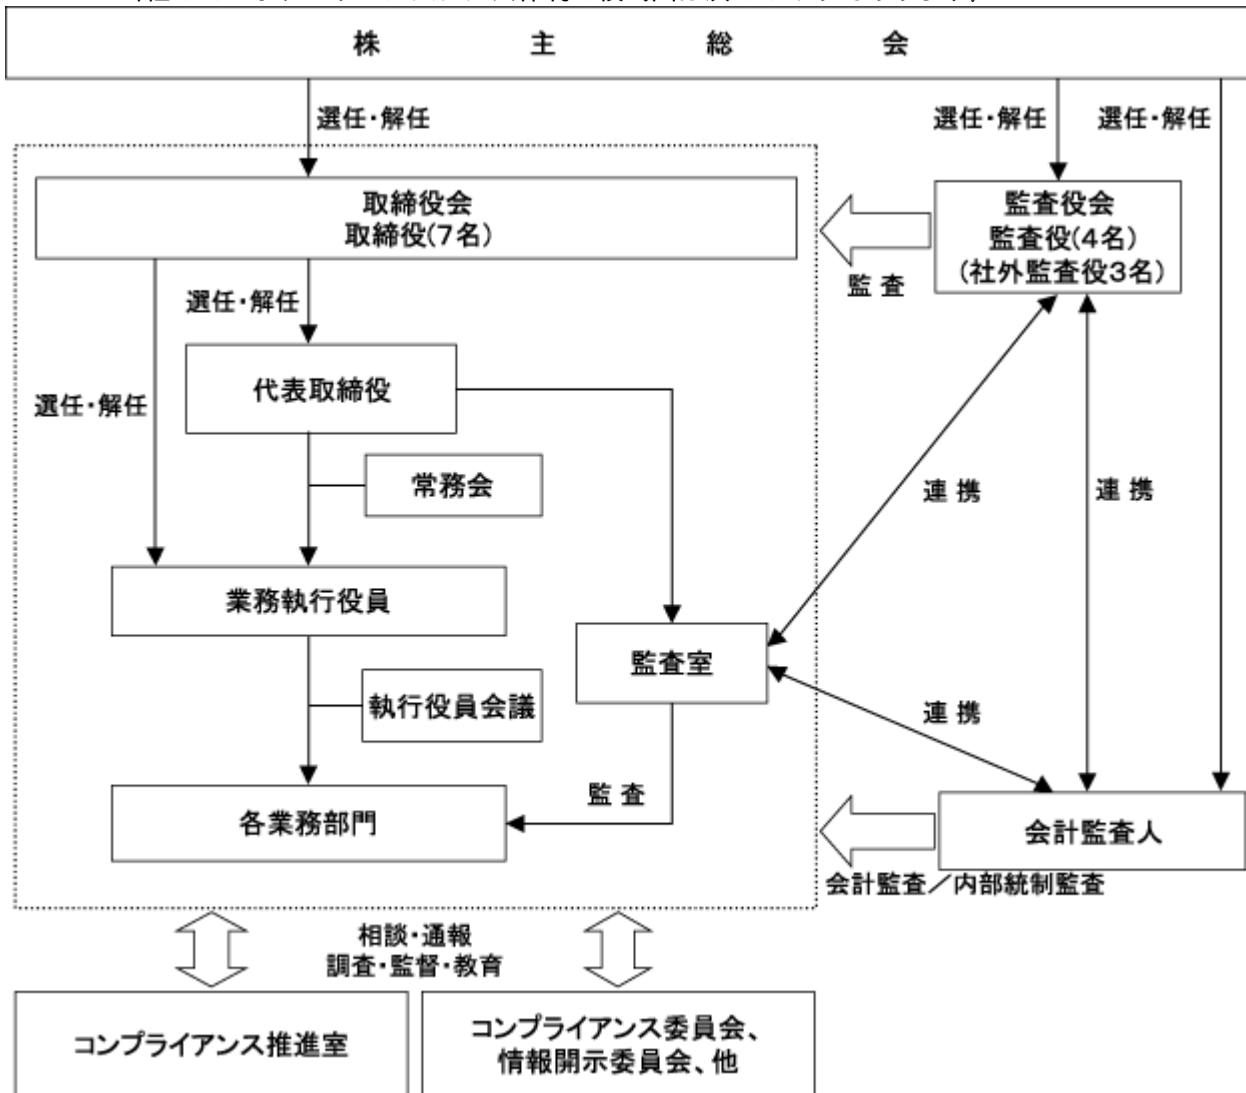 株主総会
選任・解任
選任・解任
選任・解任
取締役会
取締役(7名)
監査役会
監査役(4名)
(社外監査役3名)
監査
選任・解任
代表取締役
選任・解任
常務会
連携
連携
業務執行役員
監査室
執行役員会議
連携
監査
各業務部門
会計監査人
会計監査／内部統制監査
相談・通報
調査・監督・教育
コンプライアンス推進室
コンプライアンス委員会、
情報開示委員会、他